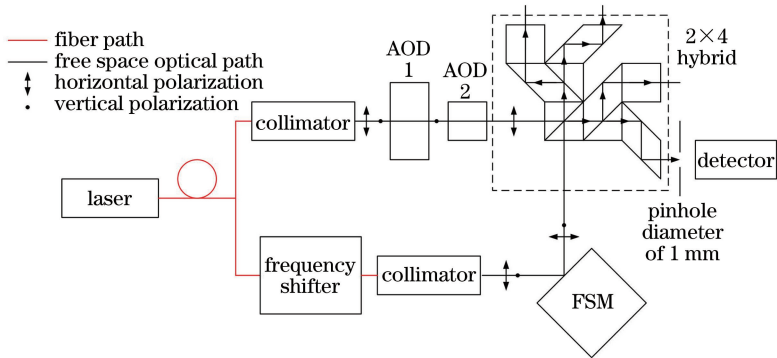 fiber path
free space optical path
horizontal polarization
vertical polarization
AOD
1
AOD
2
2×4
hybrid
collimator
detector
laser
pinhole
diameter
of 1 mm
frequency
shifter
collimator
FSM